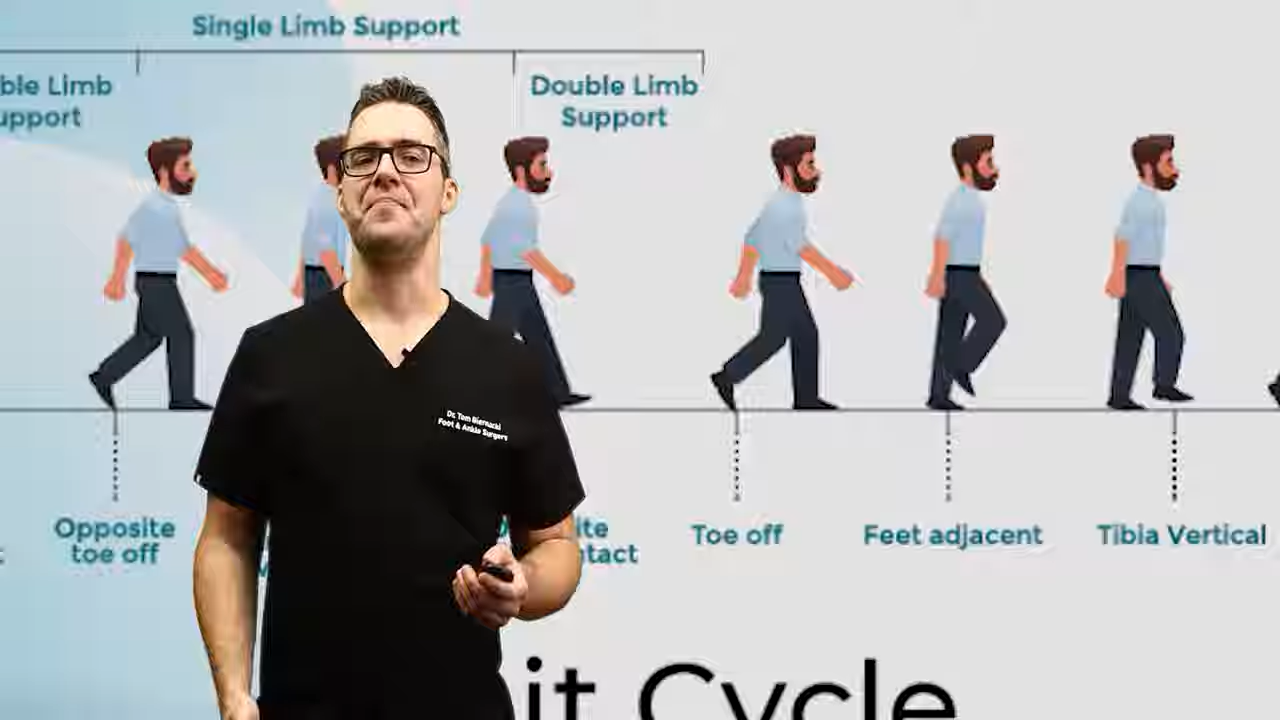 Single Limb Support
ble Limb
upport
Double Limb
Support
Dr. Tom Biernacki
Foot & Ankle Surgery
Opposite
toe off
ite
ntact
Toe off
Feet adjacent
Tibia Vertical
it Cycle